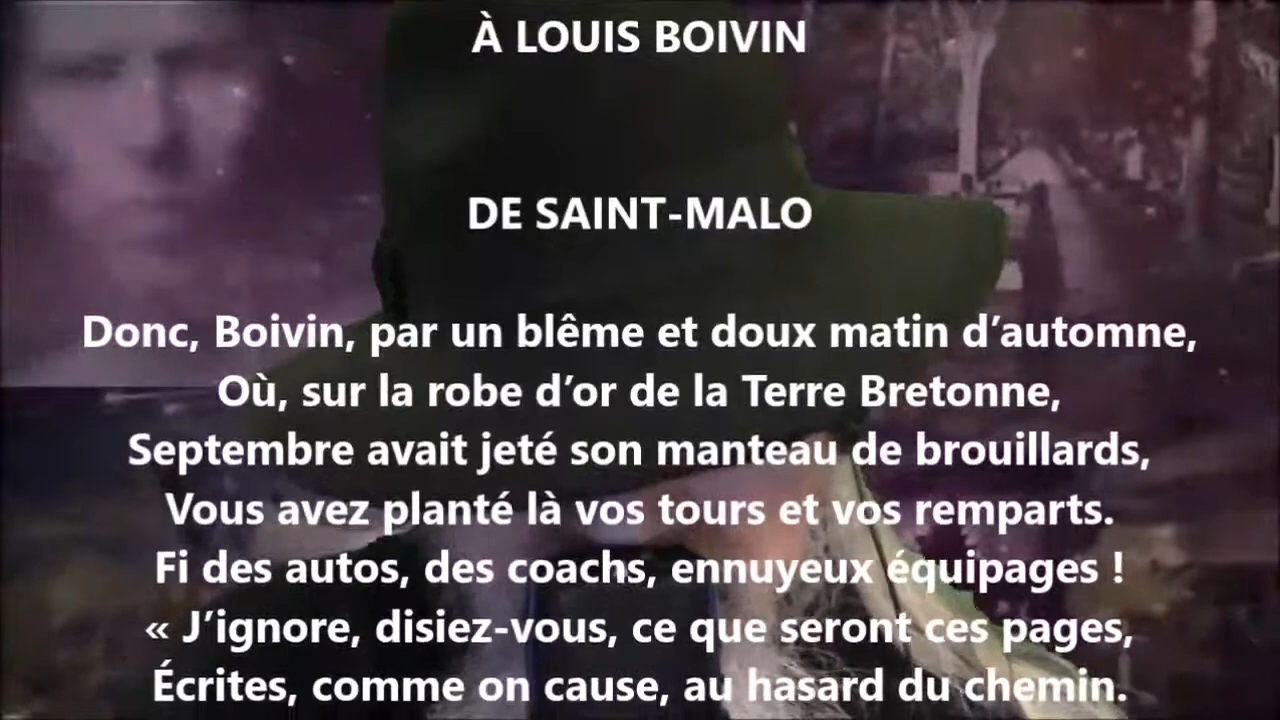 À LOUIS BOIVIN
DE SAINT-MALO
Donc, Boivin, par un blême et doux matin d’automne,
Où, sur la robe d’or de la Terre Bretonne,
Septembre avait jeté son manteau de brouillards,
Vous avez planté là vos tours et vos remparts.
Fi des autos, des coachs, ennuyeux équipages !
« J’ignore, disiez-vous, ce que seront ces pages,
Écrites, comme on cause, au hasard du chemin.